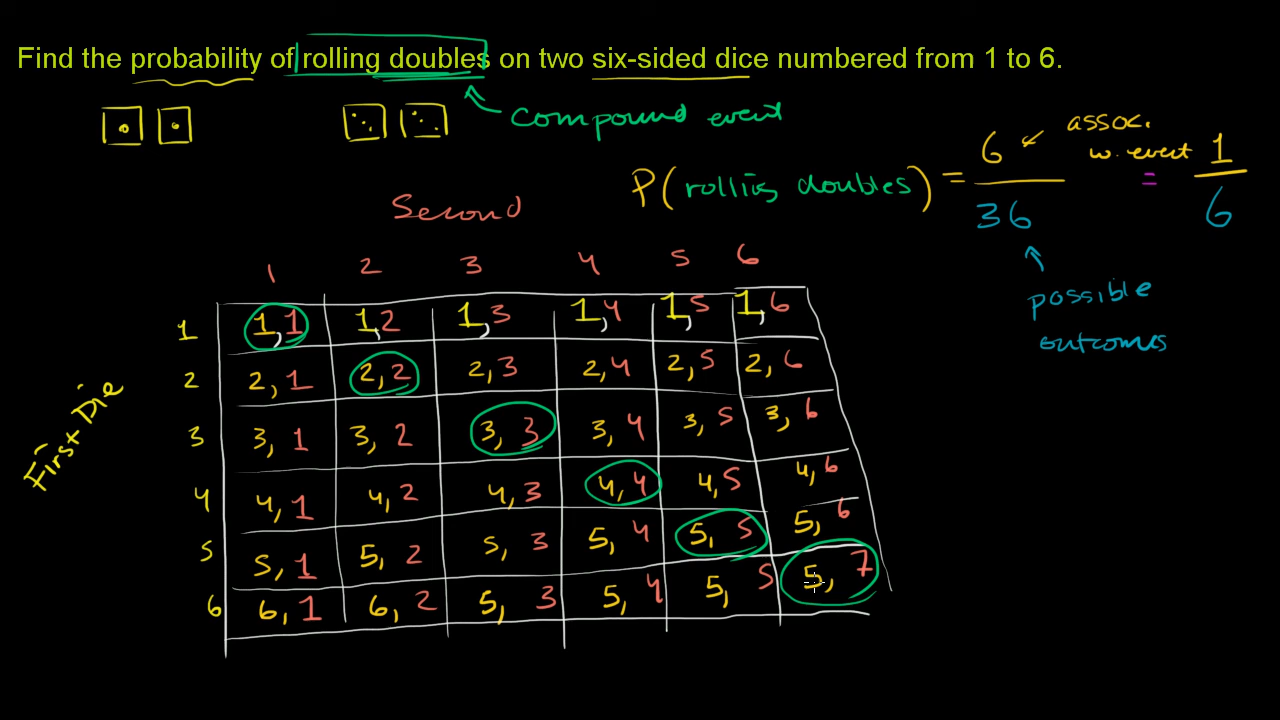 Find the probability of rolling doubles on two six-sided dice numbered from 1 to 6.
compound event
P(rolling doubles) = 6/36 = 1/6
assoc.
w. event
possible
outcomes
Second
1 2 3 4 5 6
First Die
1 1,1 1,2 1,3 1,4 1,5 1,6
2 2,1 2,2 2,3 2,4 2,5 2,6
3 3,1 3,2 3,3 3,4 3,5 3,6
4 4,1 4,2 4,3 4,4 4,5 4,6
5 5,1 5,2 5,3 5,4 5,5 5,6
6 6,1 6,2 5,3 5,4 5,5 5,7